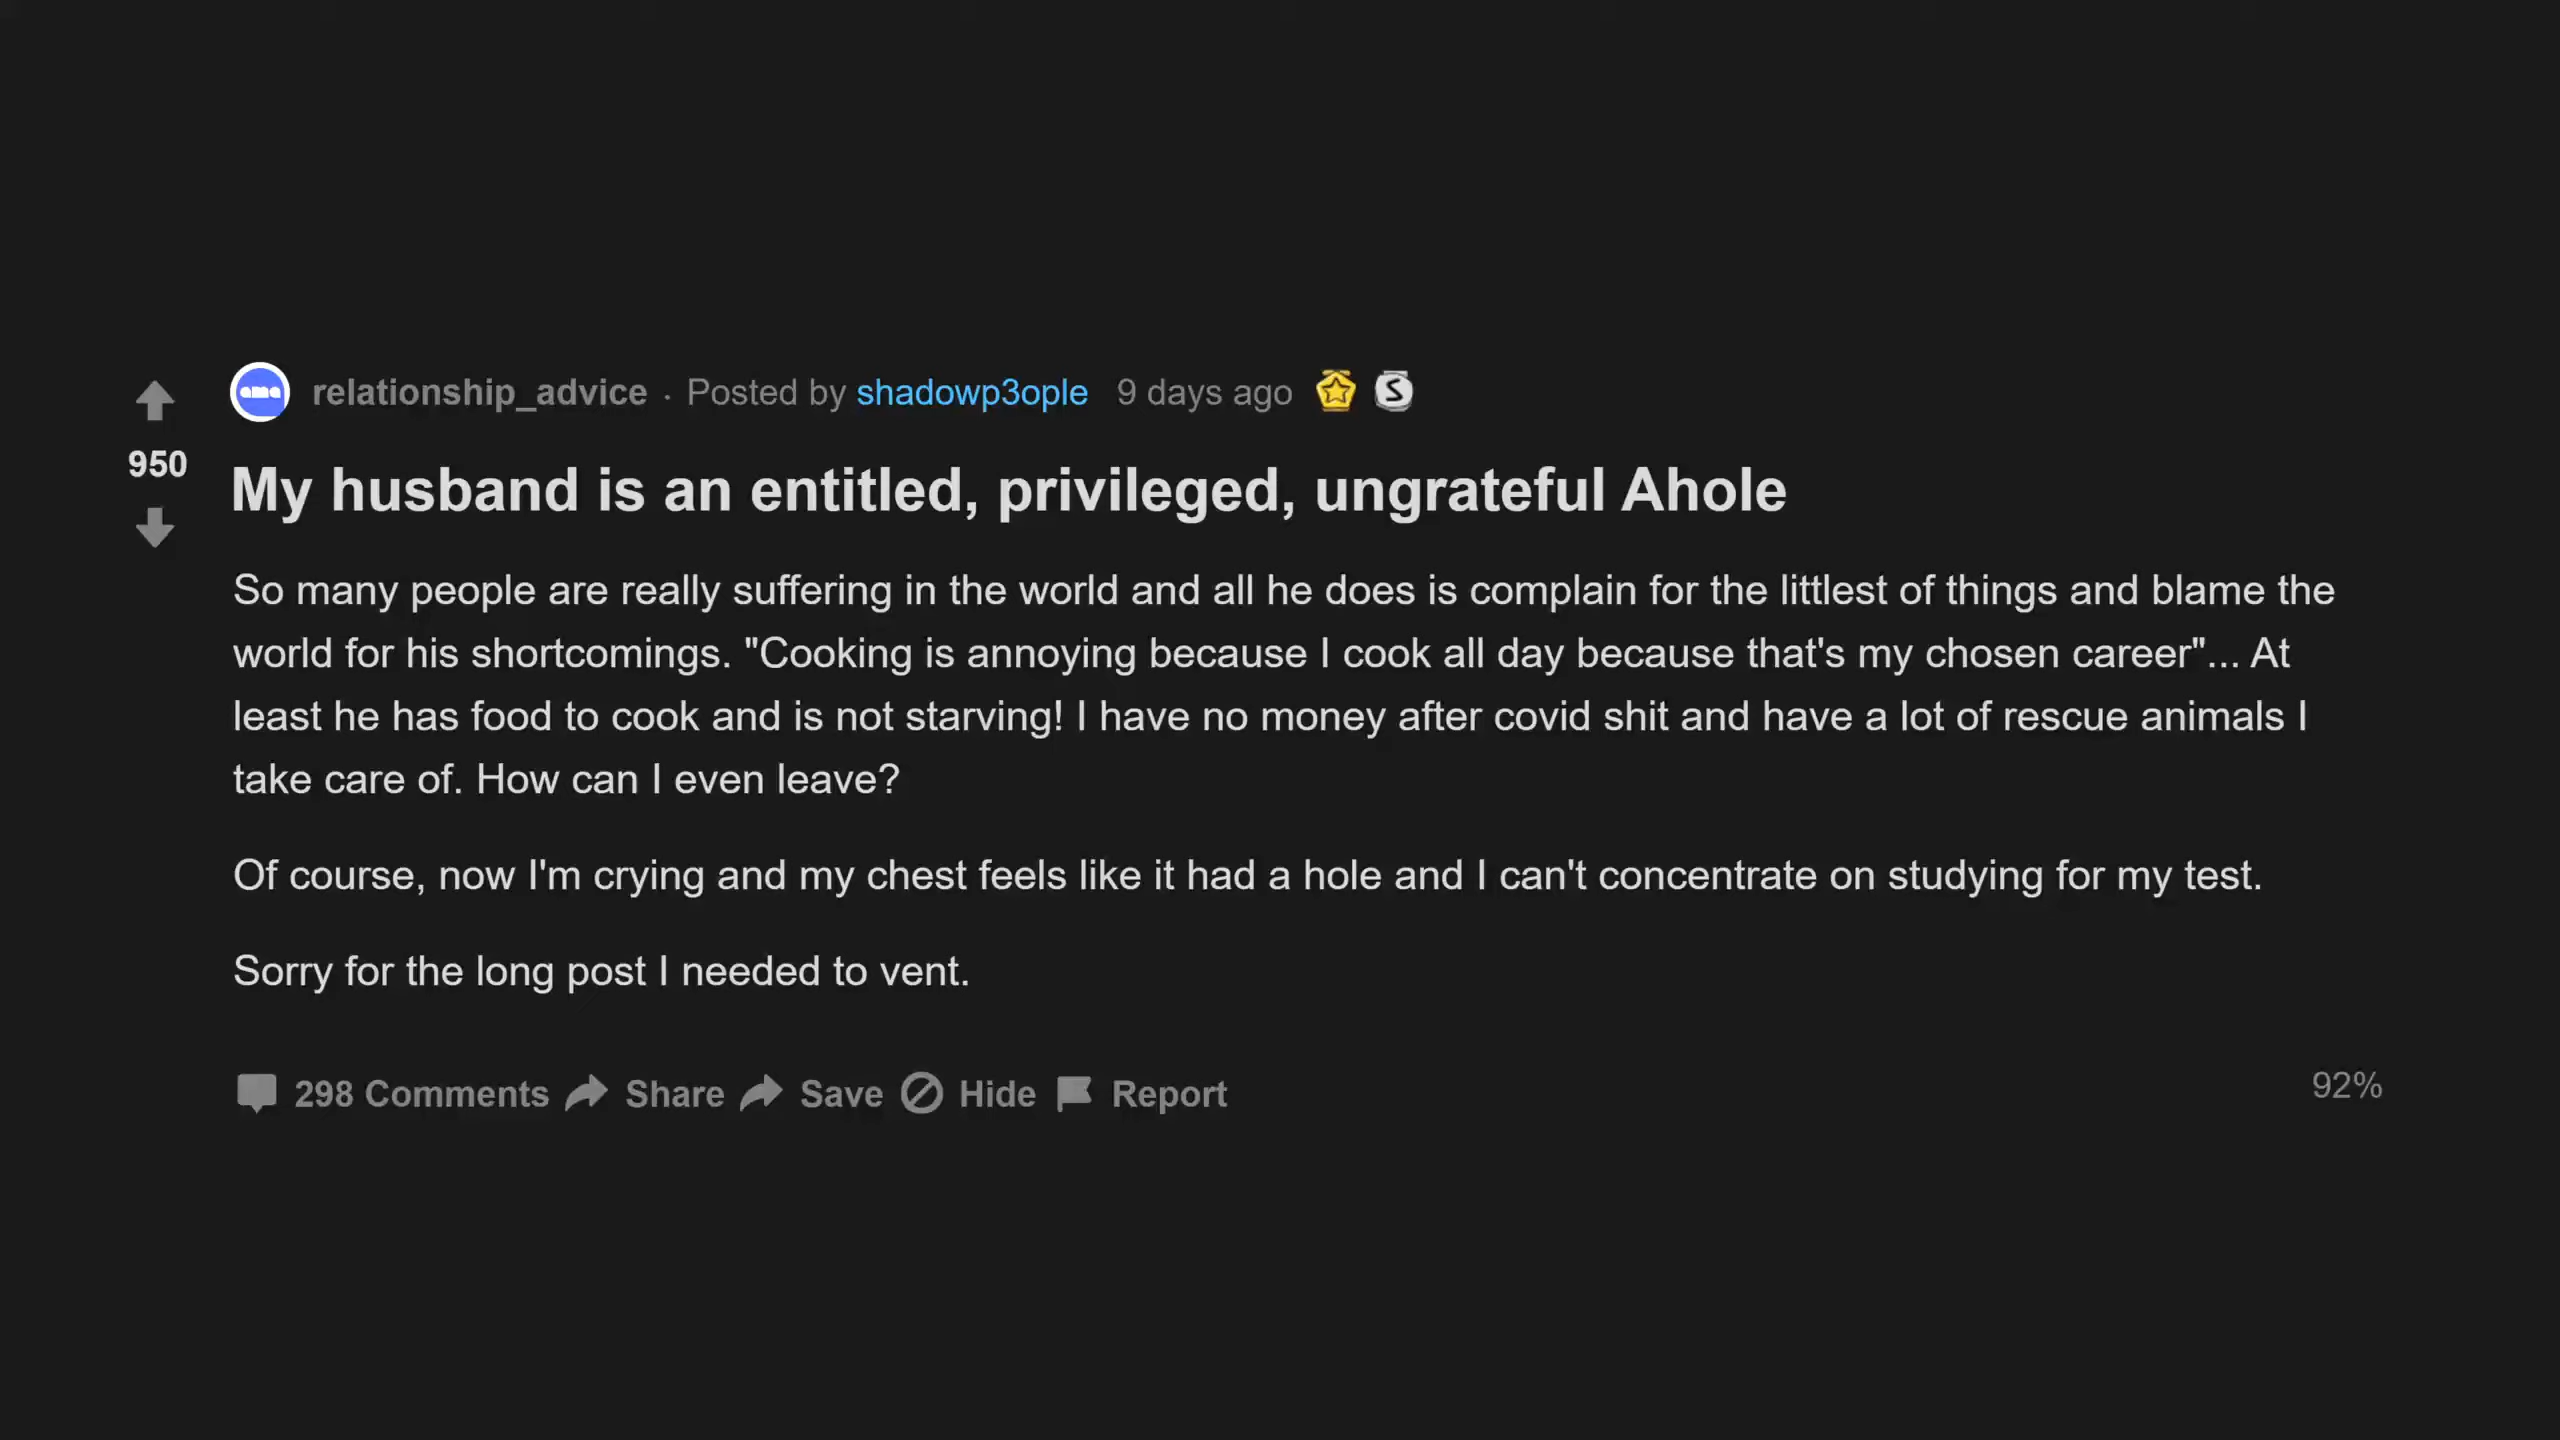 ama relationship_advice · Posted by shadowp3ople 9 days ago S
950
My husband is an entitled, privileged, ungrateful Ahole
So many people are really suffering in the world and all he does is complain for the littlest of things and blame the
world for his shortcomings. "Cooking is annoying because I cook all day because that's my chosen career"... At
least he has food to cook and is not starving! I have no money after covid shit and have a lot of rescue animals I
take care of. How can I even leave?
Of course, now I'm crying and my chest feels like it had a hole and I can't concentrate on studying for my test.
Sorry for the long post I needed to vent.
298 Comments Share Save Hide Report 92%